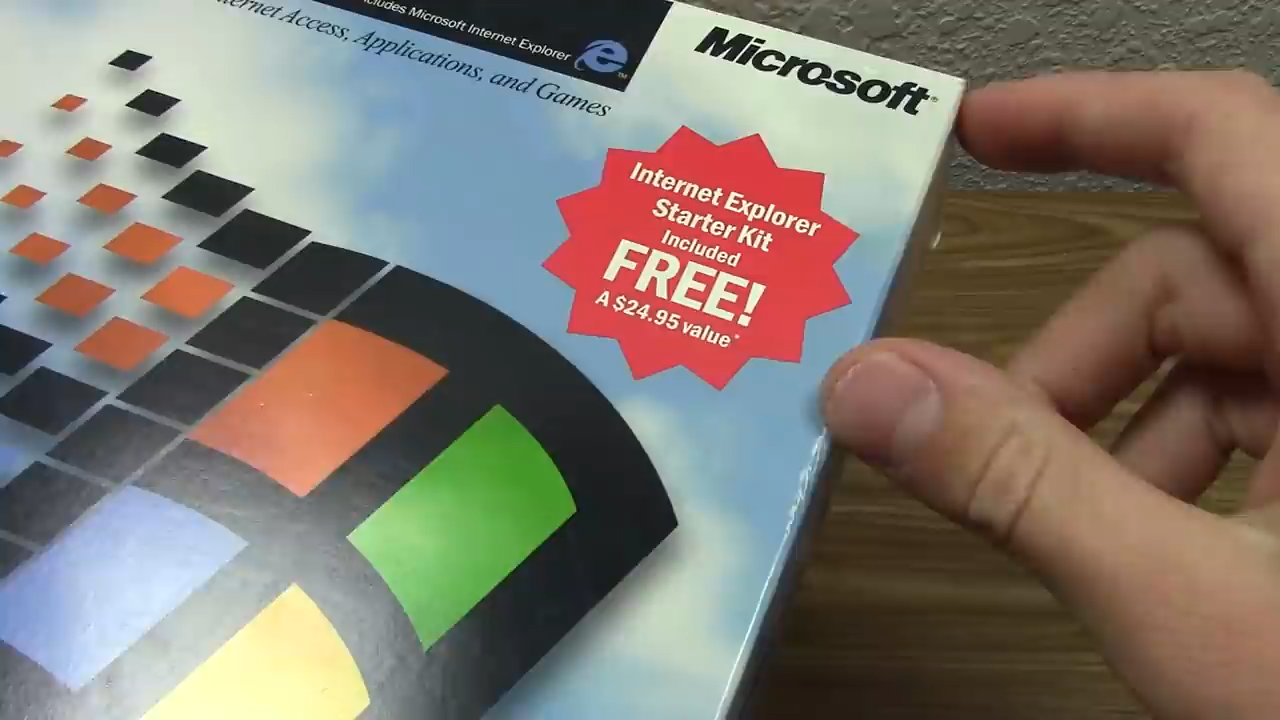 Includes Microsoft Internet Explorer
TM
Internet Access, Applications, and Games
Microsoft®
Internet Explorer
Starter Kit
Included
FREE!
A $24.95 value*